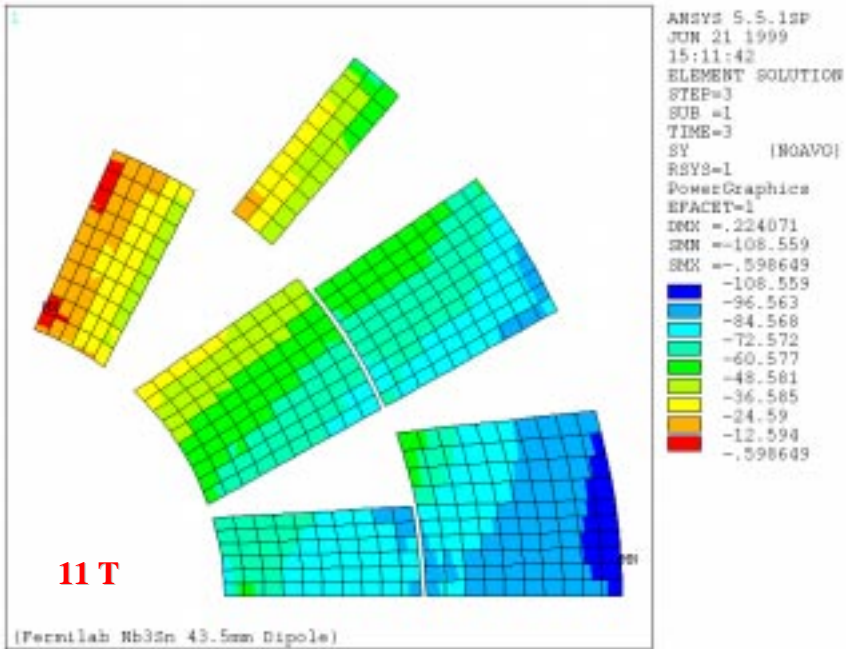 1
ANSYS 5.5.1SP
JUN 21 1999
15:11:42
ELEMENT SOLUTION
STEP=3
SUB =1
TIME=3
SY (NOAVG)
RSYS=1
PowerGraphics
EFACET=1
DMX =.224071
SMN =-108.559
SMX =-.598649
-108.559
-96.563
-84.568
-72.572
-60.577
-48.581
-36.585
-24.59
-12.594
-.598649
11 T
(Fermilab Nb3Sn 43.5mm Dipole)